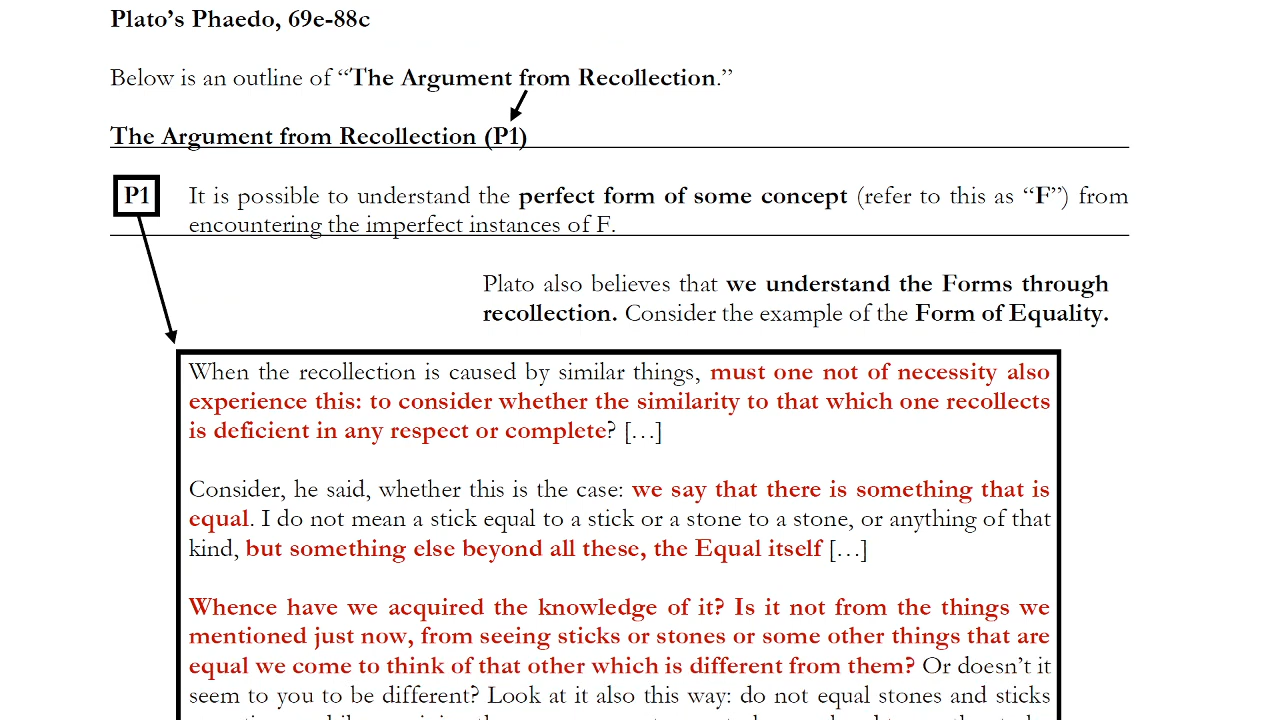 Plato’s Phaedo, 69e-88c
Below is an outline of “The Argument from Recollection.”
The Argument from Recollection (P1)
P1 It is possible to understand the perfect form of some concept (refer to this as “F”) from
encountering the imperfect instances of F.
Plato also believes that we understand the Forms through
recollection. Consider the example of the Form of Equality.
When the recollection is caused by similar things, must one not of necessity also
experience this: to consider whether the similarity to that which one recollects
is deficient in any respect or complete? […]
Consider, he said, whether this is the case: we say that there is something that is
equal. I do not mean a stick equal to a stick or a stone to a stone, or anything of that
kind, but something else beyond all these, the Equal itself […]
Whence have we acquired the knowledge of it? Is it not from the things we
mentioned just now, from seeing sticks or stones or some other things that are
equal we come to think of that other which is different from them? Or doesn’t it
seem to you to be different? Look at it also this way: do not equal stones and sticks